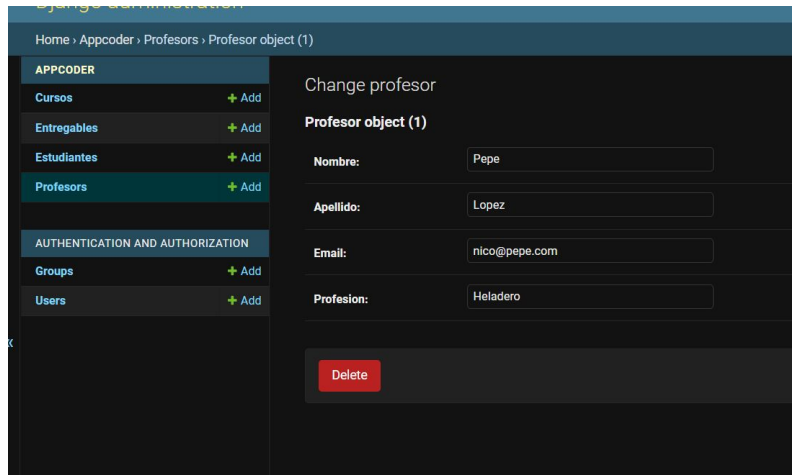 Django administration
Home › Appcoder › Profesors › Profesor object (1)
APPCODER
Cursos + Add
Entregables + Add
Estudiantes + Add
Profesors + Add
AUTHENTICATION AND AUTHORIZATION
Groups + Add
Users + Add
«
Change profesor
Profesor object (1)
Nombre: Pepe
Apellido: Lopez
Email: nico@pepe.com
Profesion: Heladero
Delete